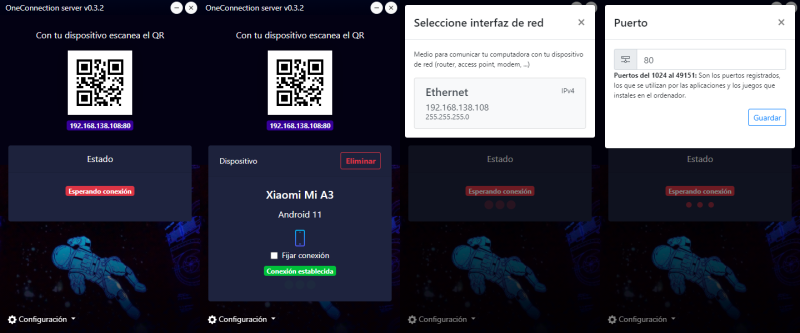 OneConnection server v0.3.2
Con tu dispositivo escanea el QR
192.168.138.108:80
Estado
Esperando conexión
Configuración
OneConnection server v0.3.2
Con tu dispositivo escanea el QR
192.168.138.108:80
Dispositivo
Eliminar
Xiaomi Mi A3
Android 11
Fijar conexión
Conexión establecida
Configuración
Seleccione interfaz de red
Medio para comunicar tu computadora con tu dispositivo
de red (router, access point, modem, ...)
Ethernet
IPv4
192.168.138.108
255.255.255.0
Estado
Esperando conexión
Configuración
Puerto
80
Puertos del 1024 al 49151: Son los puertos registrados,
los que se utilizan por las aplicaciones y los juegos que
instales en el ordenador.
Guardar
Estado
Esperando conexión
Configuración